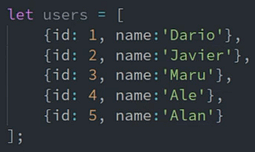 let users = [
    {id: 1, name:'Dario'},
    {id: 2, name:'Javier'},
    {id: 3, name:'Maru'},
    {id: 4, name:'Ale'},
    {id: 5, name:'Alan'}
];